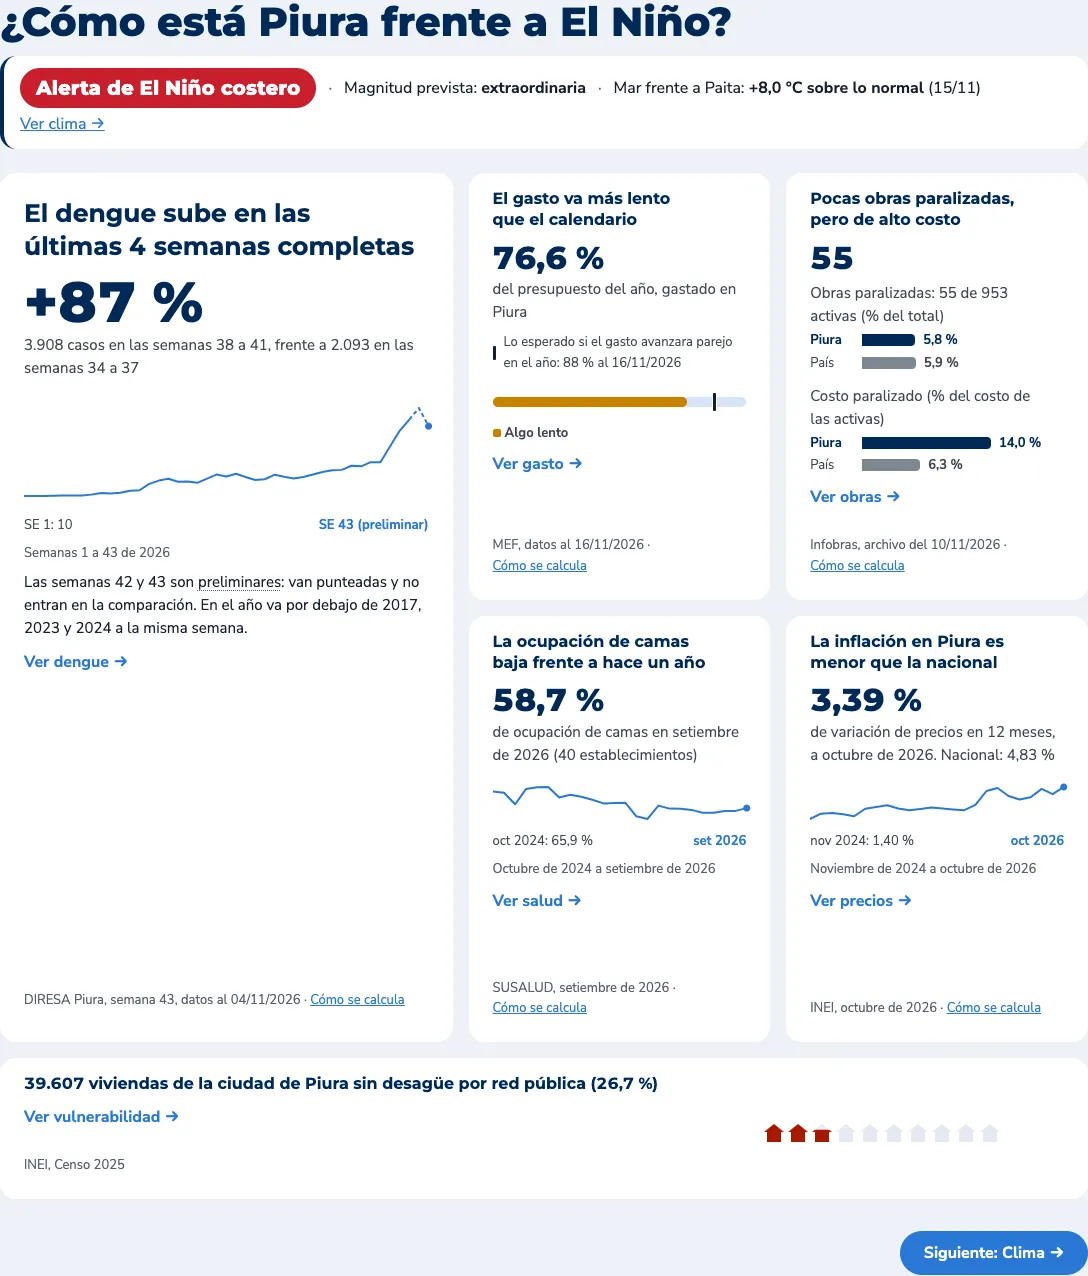 ¿Cómo está Piura frente a El Niño?
Alerta de El Niño costero · Magnitud prevista: extraordinaria · Mar frente a Paita: +8,0 °C sobre lo normal (15/11)
Ver clima →
El dengue sube en las
últimas 4 semanas completas
+87 %
3.908 casos en las semanas 38 a 41, frente a 2.093 en las
semanas 34 a 37
SE 1: 10
SE 43 (preliminar)
Semanas 1 a 43 de 2026
Las semanas 42 y 43 son preliminares: van punteadas y no
entran en la comparación. En el año va por debajo de 2017,
2023 y 2024 a la misma semana.
Ver dengue →
DIRESA Piura, semana 43, datos al 04/11/2026 · Cómo se calcula
El gasto va más lento
que el calendario
76,6 %
del presupuesto del año, gastado en
Piura
Lo esperado si el gasto avanzara parejo
en el año: 88 % al 16/11/2026
Algo lento
Ver gasto →
MEF, datos al 16/11/2026 ·
Cómo se calcula
Pocas obras paralizadas,
pero de alto costo
55
Obras paralizadas: 55 de 953
activas (% del total)
Piura 5,8 %
País 5,9 %
Costo paralizado (% del costo de
las activas)
Piura 14,0 %
País 6,3 %
Ver obras →
Infobras, archivo del 10/11/2026 ·
Cómo se calcula
La ocupación de camas
baja frente a hace un año
58,7 %
de ocupación de camas en setiembre
de 2026 (40 establecimientos)
oct 2024: 65,9 %
set 2026
Octubre de 2024 a setiembre de 2026
Ver salud →
SUSALUD, setiembre de 2026 ·
Cómo se calcula
La inflación en Piura es
menor que la nacional
3,39 %
de variación de precios en 12 meses,
a octubre de 2026. Nacional: 4,83 %
nov 2024: 1,40 %
oct 2026
Noviembre de 2024 a octubre de 2026
Ver precios →
INEI, octubre de 2026 · Cómo se calcula
39.607 viviendas de la ciudad de Piura sin desagüe por red pública (26,7 %)
Ver vulnerabilidad →
INEI, Censo 2025
Siguiente: Clima →